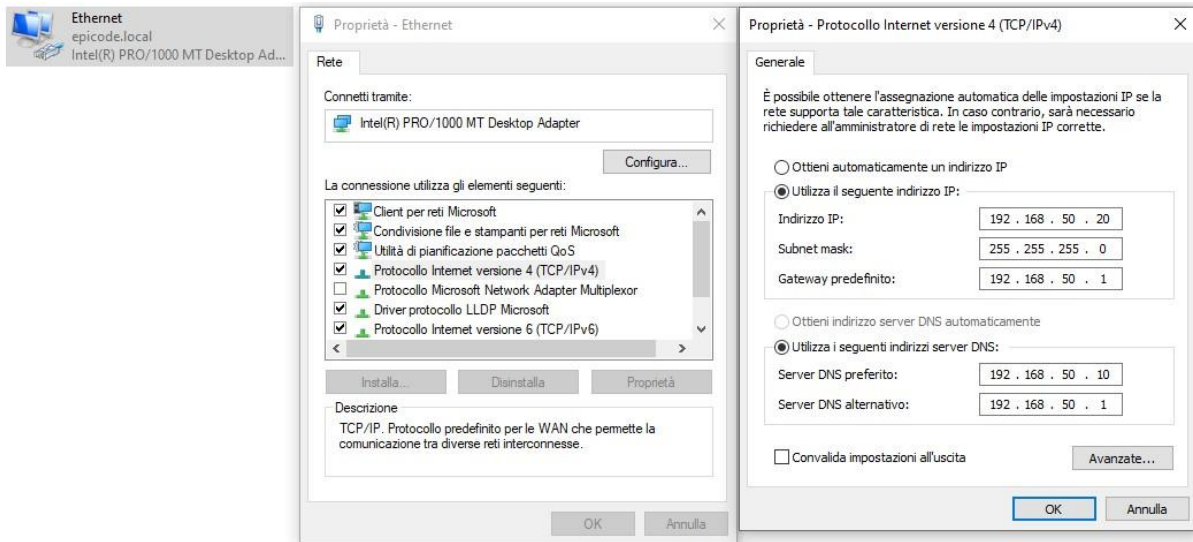 Ethernet
epicode.local
Intel(R) PRO/1000 MT Desktop Ad...
Proprietà - Ethernet
Rete
Connetti tramite:
Intel(R) PRO/1000 MT Desktop Adapter
Configura...
La connessione utilizza gli elementi seguenti:
Client per reti Microsoft
Condivisione file e stampanti per reti Microsoft
Utilità di pianificazione pacchetti QoS
Protocollo Internet versione 4 (TCP/IPv4)
Protocollo Microsoft Network Adapter Multiplexor
Driver protocollo LLDP Microsoft
Protocollo Internet versione 6 (TCP/IPv6)
Installa...
Disinstalla
Proprietà
Descrizione
TCP/IP. Protocollo predefinito per le WAN che permette la
comunicazione tra diverse reti interconnesse.
OK
Annulla
Proprietà - Protocollo Internet versione 4 (TCP/IPv4)
Generale
È possibile ottenere l'assegnazione automatica delle impostazioni IP se la
rete supporta tale caratteristica. In caso contrario, sarà necessario
richiedere all'amministratore di rete le impostazioni IP corrette.
Ottieni automaticamente un indirizzo IP
Utilizza il seguente indirizzo IP:
Indirizzo IP: 192 . 168 . 50 . 20
Subnet mask: 255 . 255 . 255 . 0
Gateway predefinito: 192 . 168 . 50 . 1
Ottieni indirizzo server DNS automaticamente
Utilizza i seguenti indirizzi server DNS:
Server DNS preferito: 192 . 168 . 50 . 10
Server DNS alternativo: 192 . 168 . 50 . 1
Convalida impostazioni all'uscita
Avanzate...
OK
Annulla